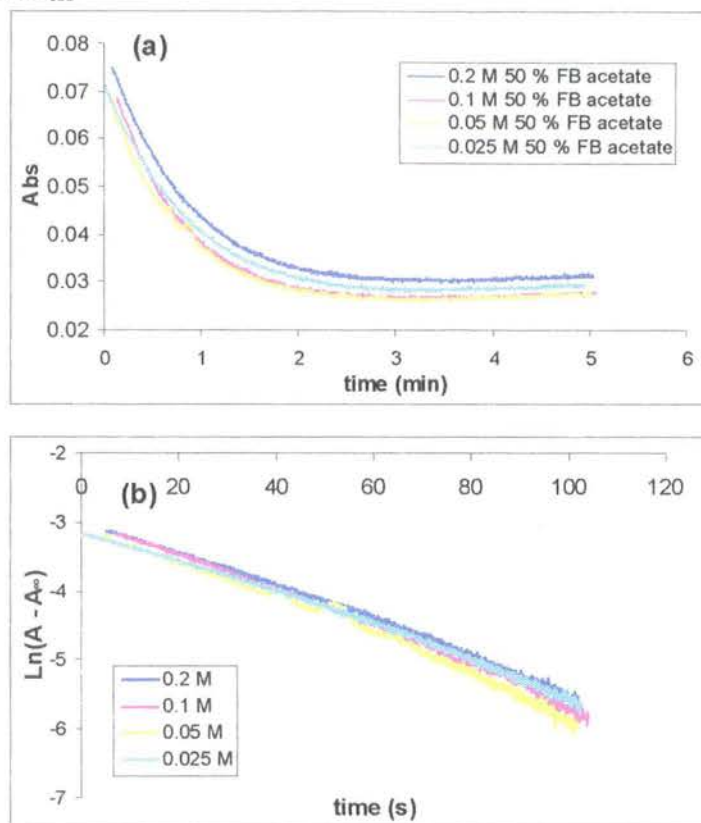 (a)
0.08
0.07
0.06
0.05
0.04
0.03
0.02
Abs
0.2 M 50 % FB acetate
0.1 M 50 % FB acetate
0.05 M 50 % FB acetate
0.025 M 50 % FB acetate
0 1 2 3 4 5 6
time (min)
(b)
-2
-3
-4
-5
-6
-7
Ln(A - A∞)
0 20 40 60 80 100 120
0.2 M
0.1 M
0.05 M
0.025 M
time (s)